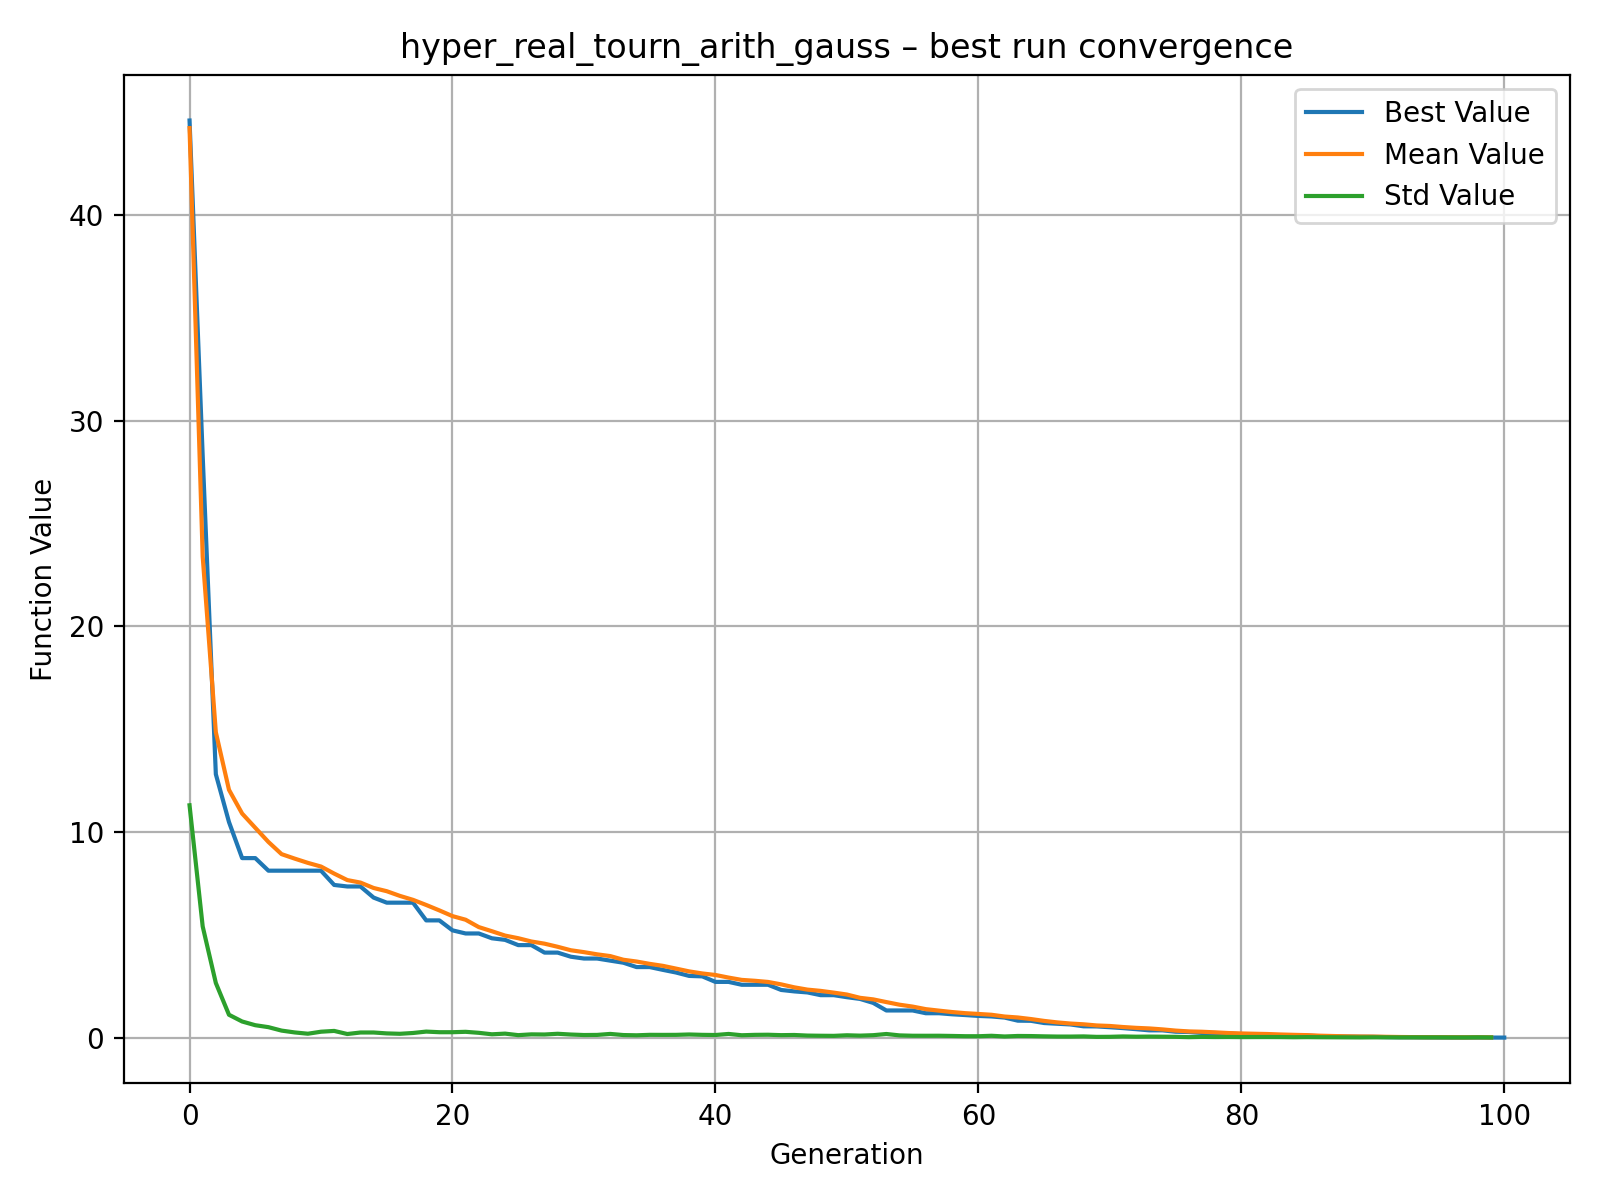 hyper_real_tourn_arith_gauss – best run convergence
Best Value
Mean Value
Std Value
Function Value
40
30
20
10
0
0 20 40 60 80 100
Generation